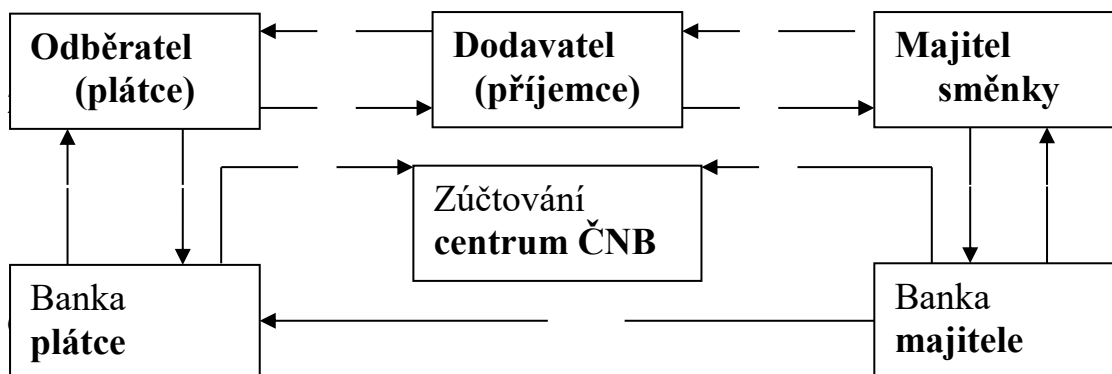 Odběratel
(plátce)
Dodavatel
(příjemce)
Majitel
směnky
Zúčtování
centrum ČNB
Banka
plátce
Banka
majitele